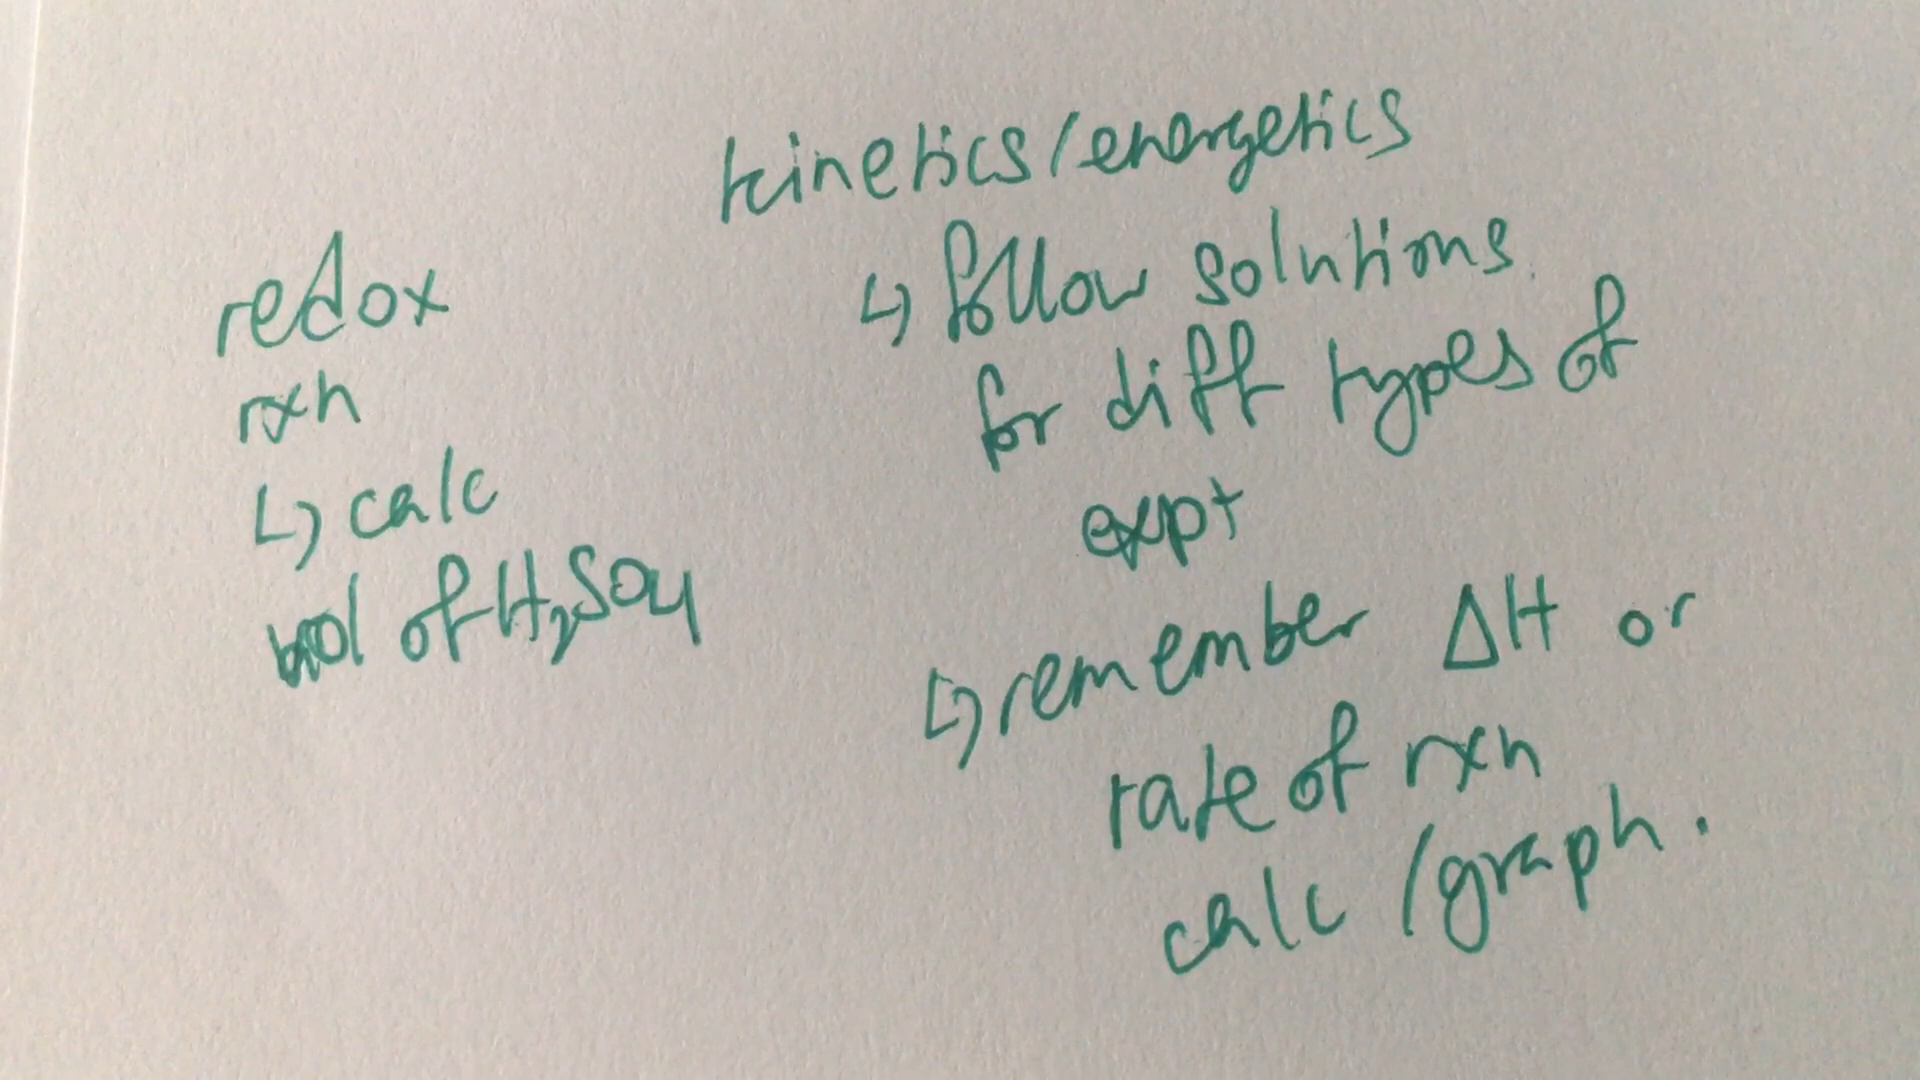 redox
rxn
↳ calc
vol of H₂SO₄
kinetics/energetics
↳ follow solutions
for diff types of
expt
↳ remember ΔH or
rate of rxn
calc/graph.